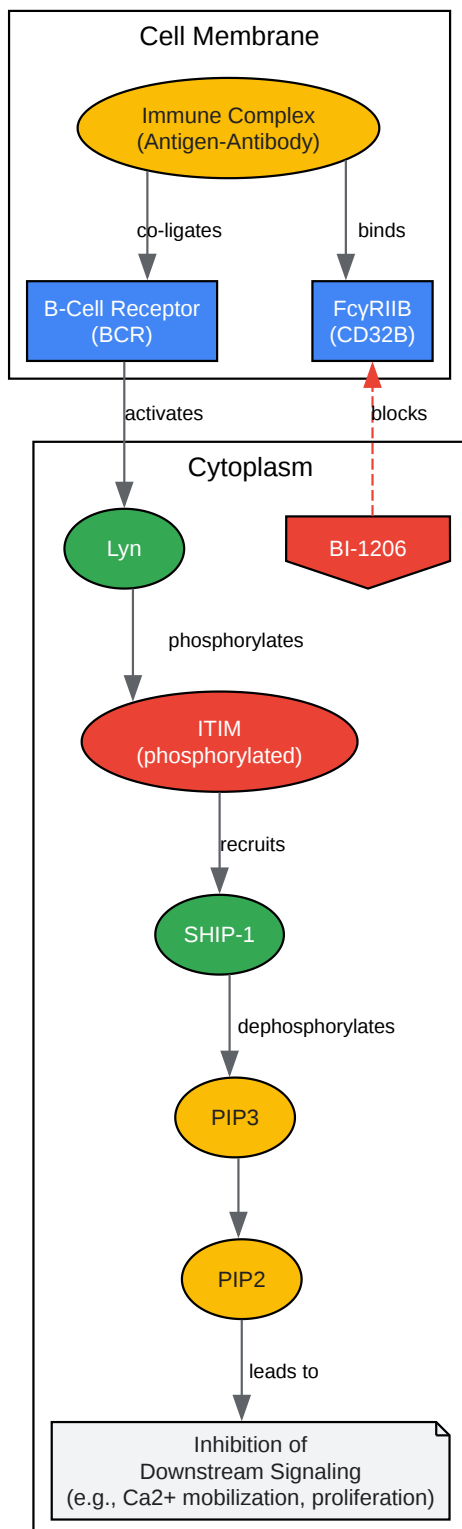 Cell Membrane
Immune Complex
(Antigen-Antibody)
co-ligates
binds
B-Cell Receptor
(BCR)
FcγRIIB
(CD32B)
activates
blocks
Cytoplasm
Lyn
BI-1206
phosphorylates
ITIM
(phosphorylated)
recruits
SHIP-1
dephosphorylates
PIP3
PIP2
leads to
Inhibition of
Downstream Signaling
(e.g., Ca2+ mobilization, proliferation)